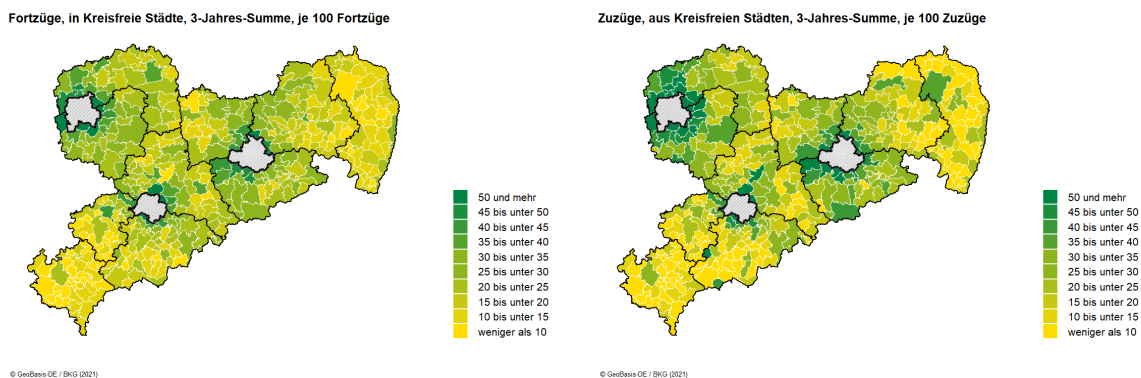 Fortzüge, in Kreisfreie Städte, 3-Jahres-Summe, je 100 Fortzüge
50 und mehr
45 bis unter 50
40 bis unter 45
35 bis unter 40
30 bis unter 35
25 bis unter 30
20 bis unter 25
15 bis unter 20
10 bis unter 15
weniger als 10
© GeoBasis-DE / BKG (2021)
Zuzüge, aus Kreisfreien Städten, 3-Jahres-Summe, je 100 Zuzüge
50 und mehr
45 bis unter 50
40 bis unter 45
35 bis unter 40
30 bis unter 35
25 bis unter 30
20 bis unter 25
15 bis unter 20
10 bis unter 15
weniger als 10
© GeoBasis-DE / BKG (2021)